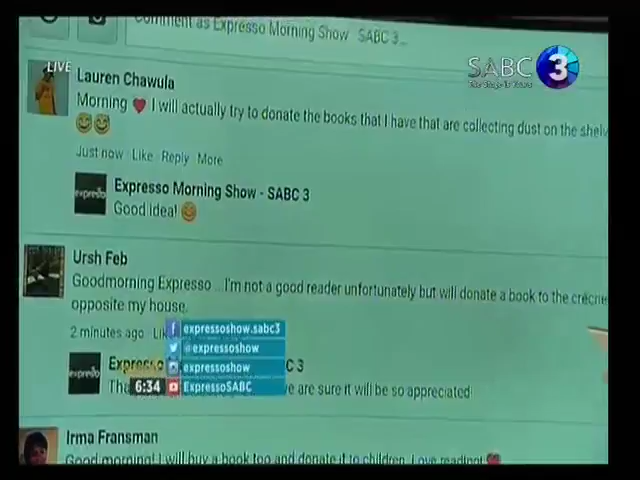 Comment as Expresso Morning Show - SABC 3...
LIVE
SABC 3
The Stage is Yours
Lauren Chawula
Morning ❤ I will actually try to donate the books that I have that are collecting dust on the shelv
😊😊
Just now Like Reply More
expresso
Expresso Morning Show - SABC 3
Good idea! 😊
Ursh Feb
Goodmorning Expresso ...I'm not a good reader unfortunately but will donate a book to the crèche
opposite my house.
2 minutes ago
expresso
C 3
we are sure it will be so appreciated
expressoshow.sabc3
@expressoshow
expressoshow
6:34 ExpressoSABC
Irma Fransman
Good morning! I will buy a book too and donate it to children. Love reading! ❤